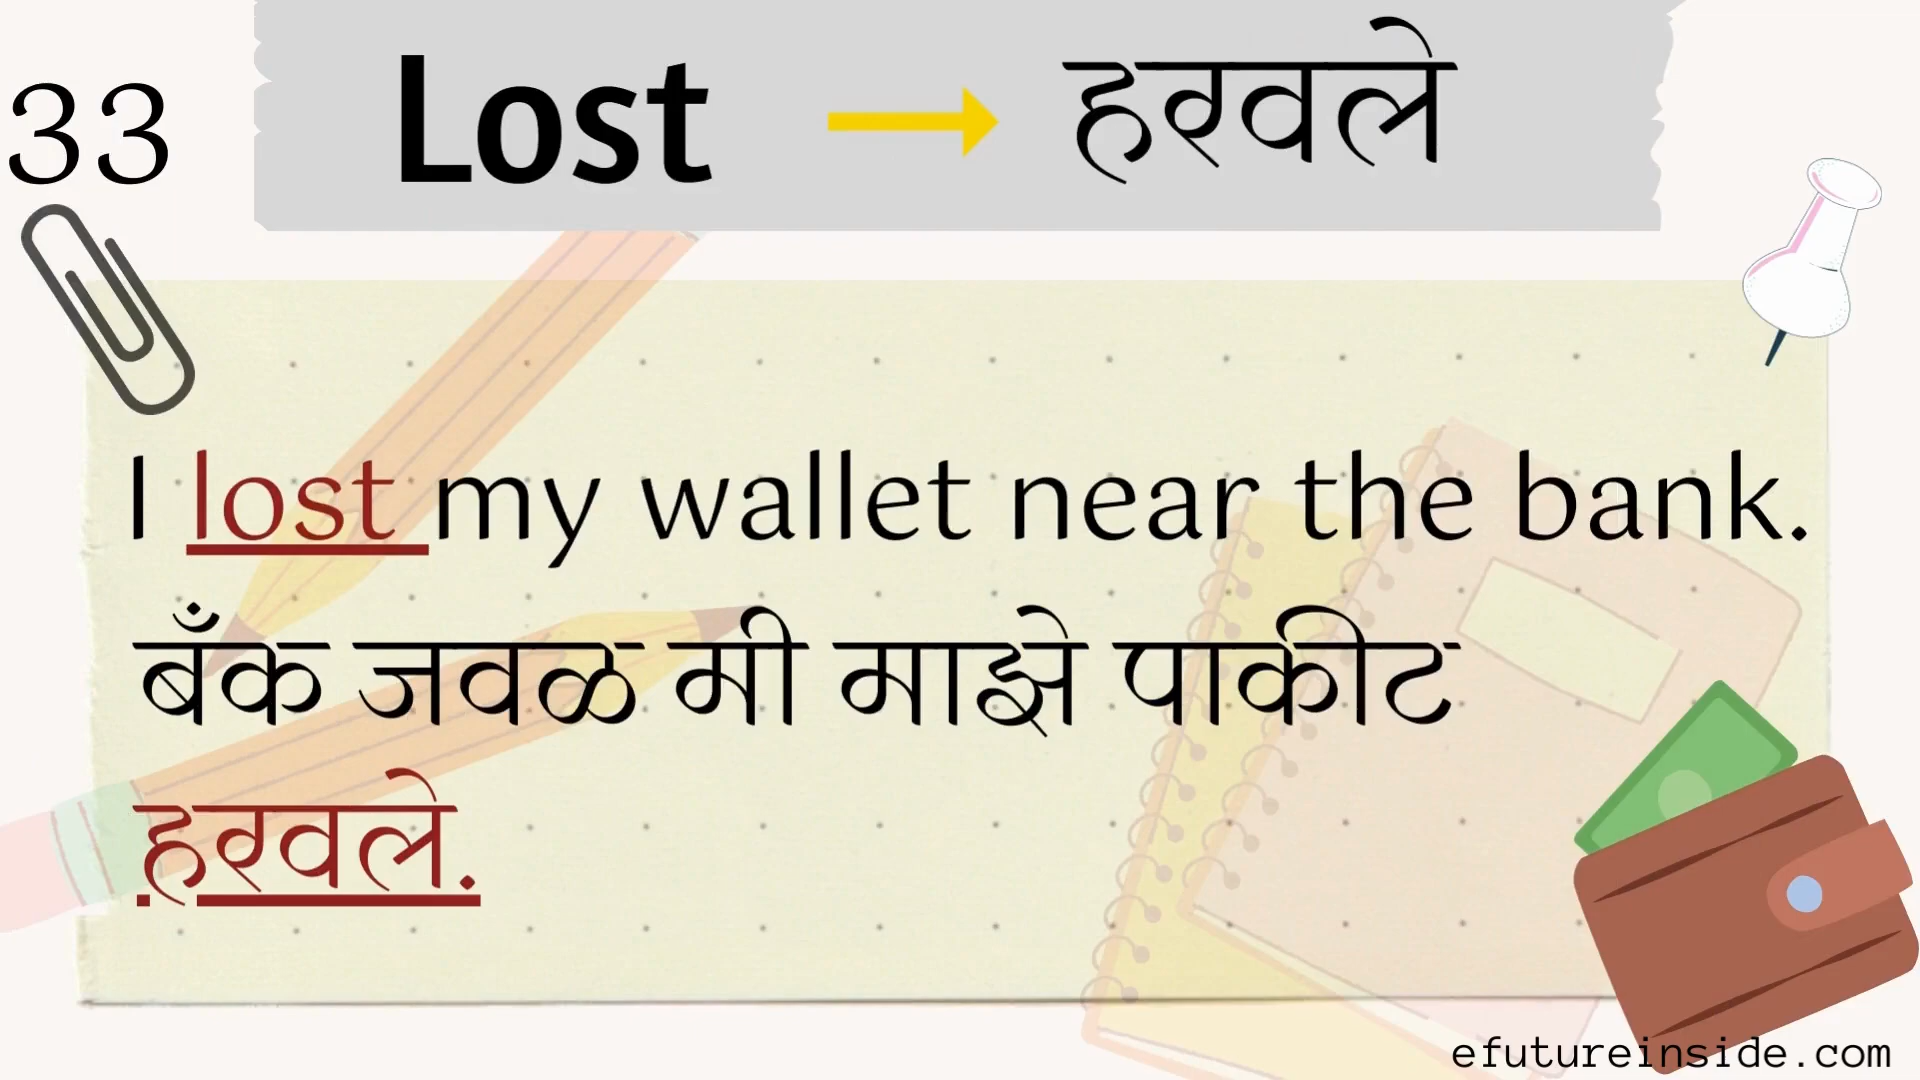 33
Lost → हरवले
I lost my wallet near the bank.
बँक जवळ मी माझे पाकीट
हरवले.
efutureinside.com